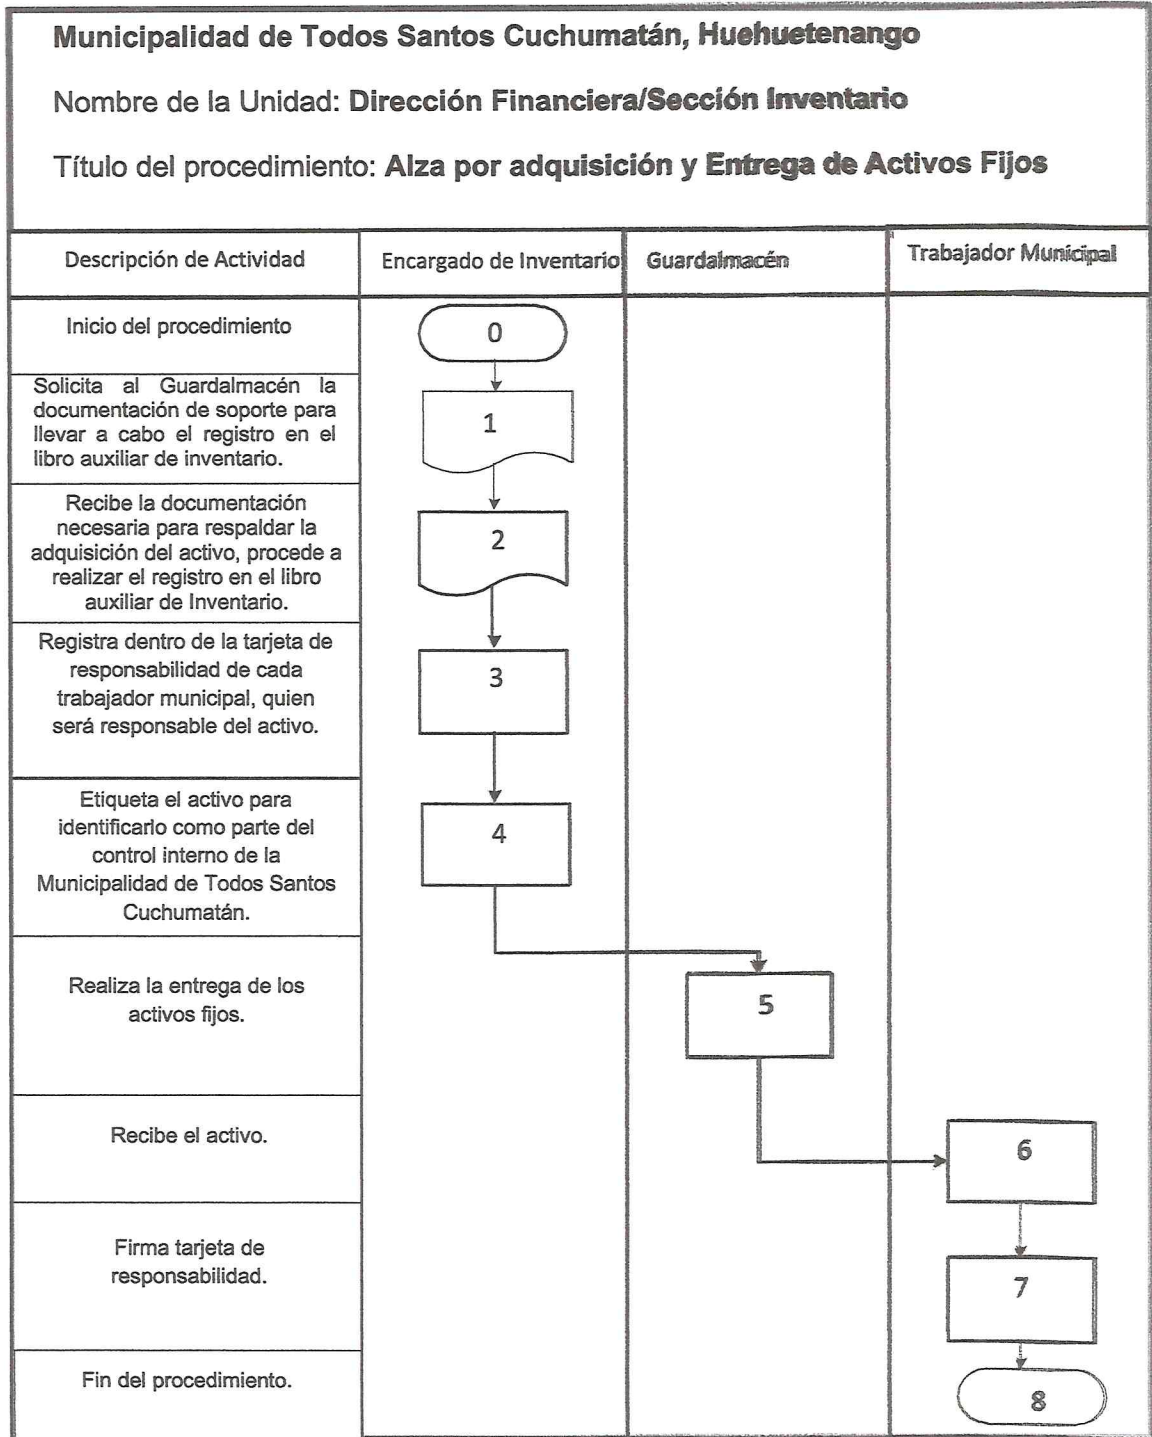 Municipalidad de Todos Santos Cuchumatán, Huehuetenango
Nombre de la Unidad: Dirección Financiera/Sección Inventario
Título del procedimiento: Alza por adquisición y Entrega de Activos Fijos
Descripción de Actividad
Encargado de Inventario
Guardalmacén
Trabajador Municipal
Inicio del procedimiento
0
Solicita al Guardalmacén la
documentación de soporte para
llevar a cabo el registro en el
libro auxiliar de inventario.
1
Recibe la documentación
necesaria para respaldar la
adquisición del activo, procede a
realizar el registro en el libro
auxiliar de Inventario.
2
Registra dentro de la tarjeta de
responsabilidad de cada
trabajador municipal, quien
será responsable del activo.
3
Etiqueta el activo para
identificarlo como parte del
control interno de la
Municipalidad de Todos Santos
Cuchumatán.
4
Realiza la entrega de los
activos fijos.
5
Recibe el activo.
6
Firma tarjeta de
responsabilidad.
7
Fin del procedimiento.
8